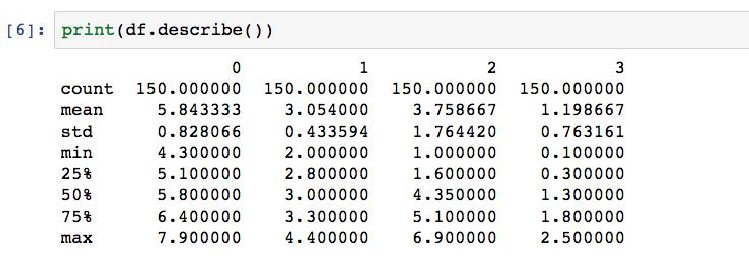 [6]: print(df.describe())
0 1 2 3
count 150.000000 150.000000 150.000000 150.000000
mean 5.843333 3.054000 3.758667 1.198667
std 0.828066 0.433594 1.764420 0.763161
min 4.300000 2.000000 1.000000 0.100000
25% 5.100000 2.800000 1.600000 0.300000
50% 5.800000 3.000000 4.350000 1.300000
75% 6.400000 3.300000 5.100000 1.800000
max 7.900000 4.400000 6.900000 2.500000